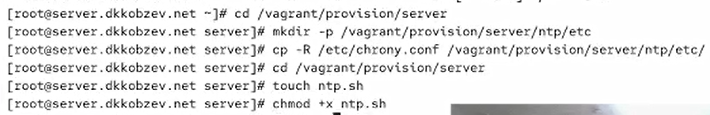 [root@server.dkkobzev.net ~]# cd /vagrant/provision/server
[root@server.dkkobzev.net server]# mkdir -p /vagrant/provision/server/ntp/etc
[root@server.dkkobzev.net server]# cp -R /etc/chrony.conf /vagrant/provision/server/ntp/etc/
[root@server.dkkobzev.net server]# cd /vagrant/provision/server
[root@server.dkkobzev.net server]# touch ntp.sh
[root@server.dkkobzev.net server]# chmod +x ntp.sh